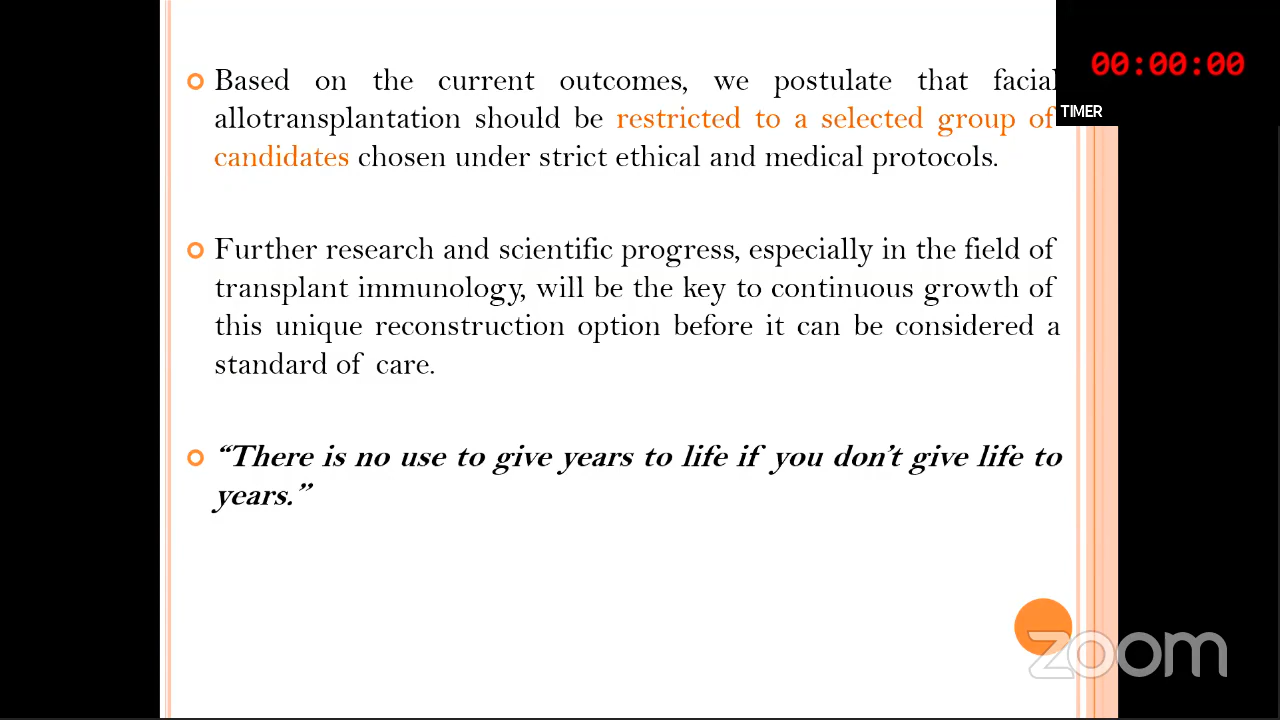 Based on the current outcomes, we postulate that facial
allotransplantation should be restricted to a selected group of
candidates chosen under strict ethical and medical protocols.
Further research and scientific progress, especially in the field of
transplant immunology, will be the key to continuous growth of
this unique reconstruction option before it can be considered a
standard of care.
“There is no use to give years to life if you don’t give life to
years.”
00:00:00
TIMER
zoom